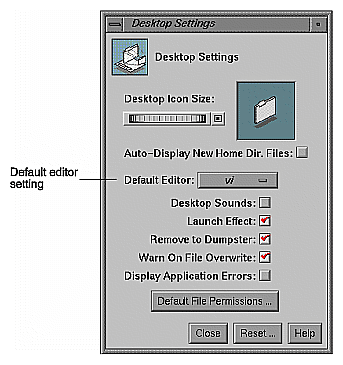 Desktop Settings
Desktop Settings
Desktop Icon Size:
Auto-Display New Home Dir. Files:
Default editor
setting
Default Editor: vi
Desktop Sounds:
Launch Effect:
Remove to Dumpster:
Warn On File Overwrite:
Display Application Errors:
Default File Permissions ...
Close Reset ... Help